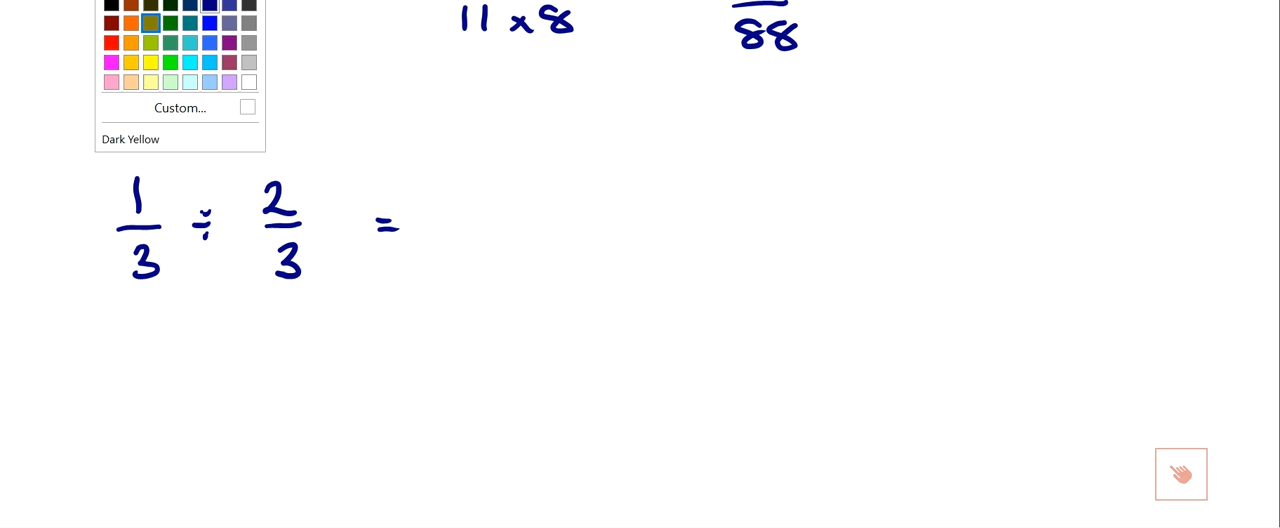 11 × 8
88
Custom...
Dark Yellow
1/3 ÷ 2/3 =